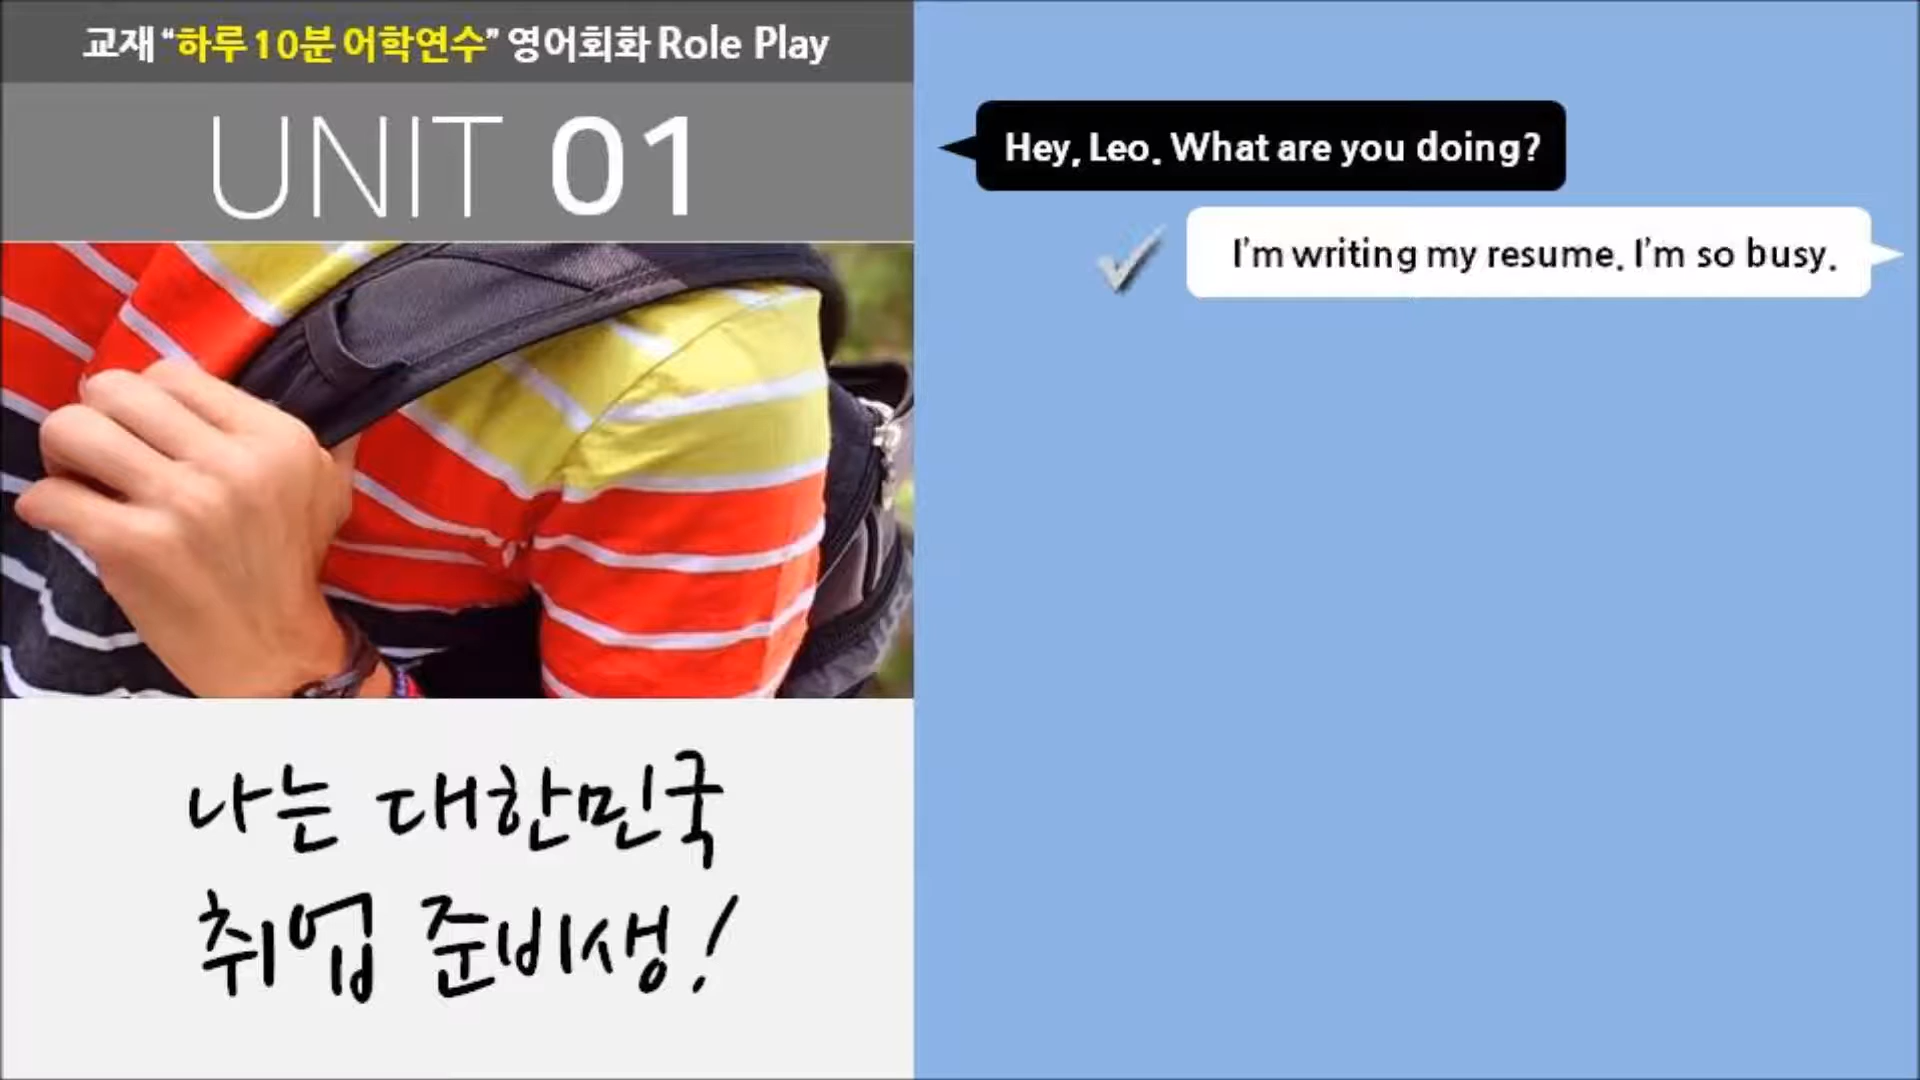 교재 “하루 10분 어학연수” 영어회화 Role Play
UNIT 01
나는 대한민국
취업 준비생!
Hey, Leo. What are you doing?
I’m writing my resume. I’m so busy.